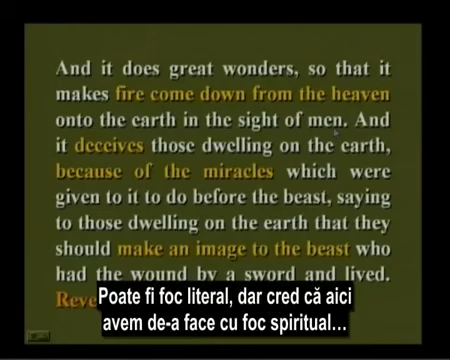 And it does great wonders, so that it
makes fire come down from the heaven
onto the earth in the sight of men. And
it deceives those dwelling on the earth,
because of the miracles which were
given to it to do before the beast, saying
to those dwelling on the earth that they
should make an image to the beast who
had the wound by a sword and lived.
Reve
Poate fi foc literal, dar cred că aici
avem de-a face cu foc spiritual...